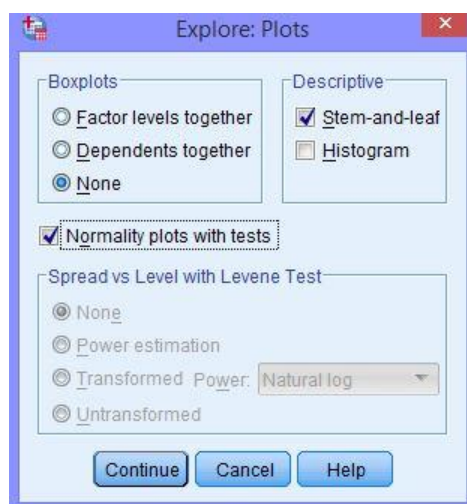 Explore: Plots
Boxplots
Factor levels together
Dependents together
None
Descriptive
Stem-and-leaf
Histogram
Normality plots with tests
Spread vs Level with Levene Test
None
Power estimation
Transformed Power: Natural log
Untransformed
Continue Cancel Help